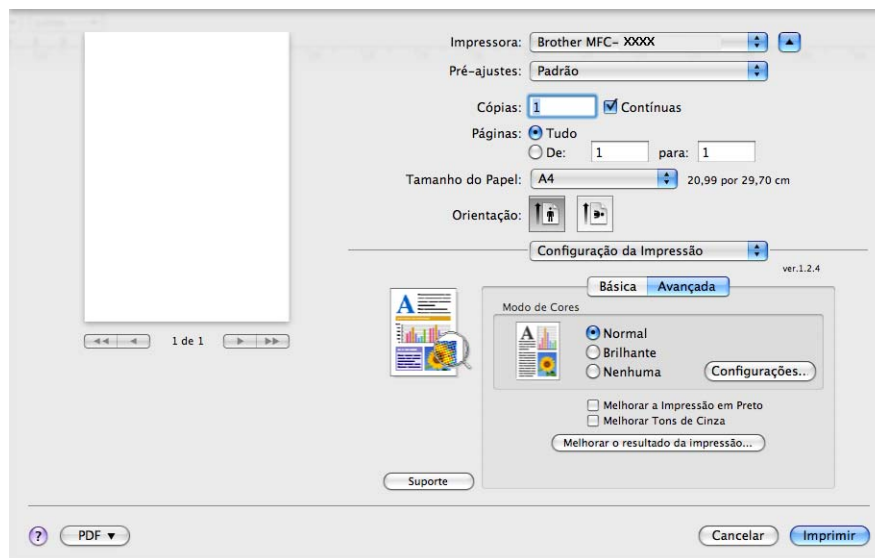 Impressora: Brother MFC- XXXX
Pré-ajustes: Padrão
Cópias: 1 Contínuas
Páginas: Tudo
De: 1 para: 1
Tamanho do Papel: A4 20,99 por 29,70 cm
Orientação:
Configuração da Impressão
ver.1.2.4
Básica Avançada
Modo de Cores
Normal
Brilhante
Nenhuma Configurações...
Melhorar a Impressão em Preto
Melhorar Tons de Cinza
Melhorar o resultado da impressão...
1 de 1
Suporte
? PDF Cancelar Imprimir